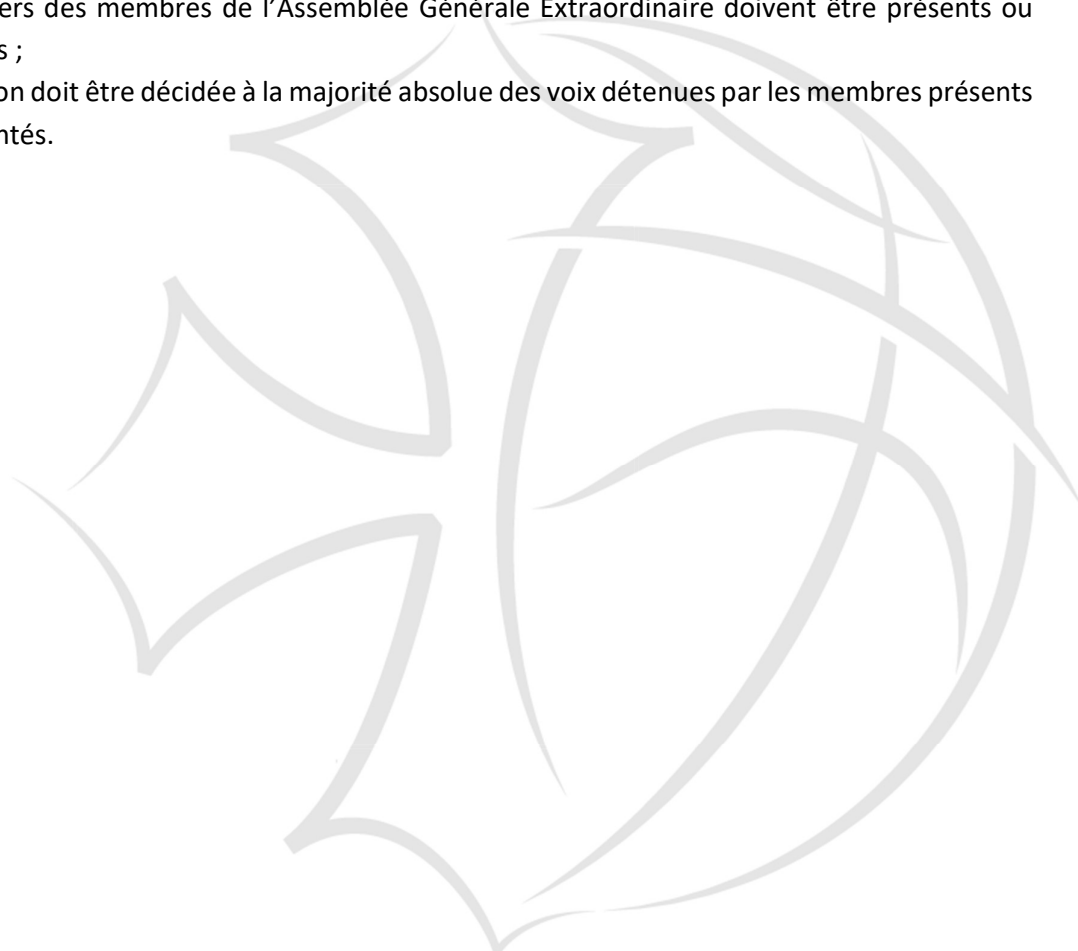 ers des membres de l’Assemblée Générale Extraordinaire doivent être présents ou
s ;
on doit être décidée à la majorité absolue des voix détenues par les membres présents
ntés.